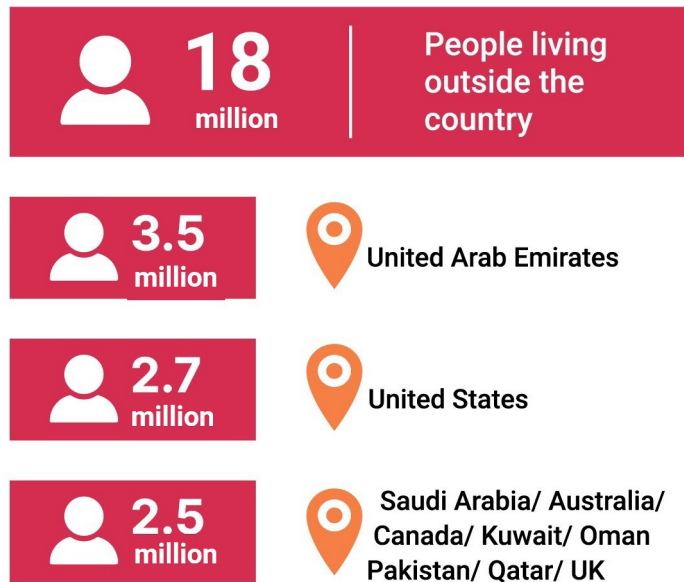 18
million
People living
outside the
country
3.5
million
United Arab Emirates
2.7
million
United States
2.5
million
Saudi Arabia/ Australia/
Canada/ Kuwait/ Oman
Pakistan/ Qatar/ UK